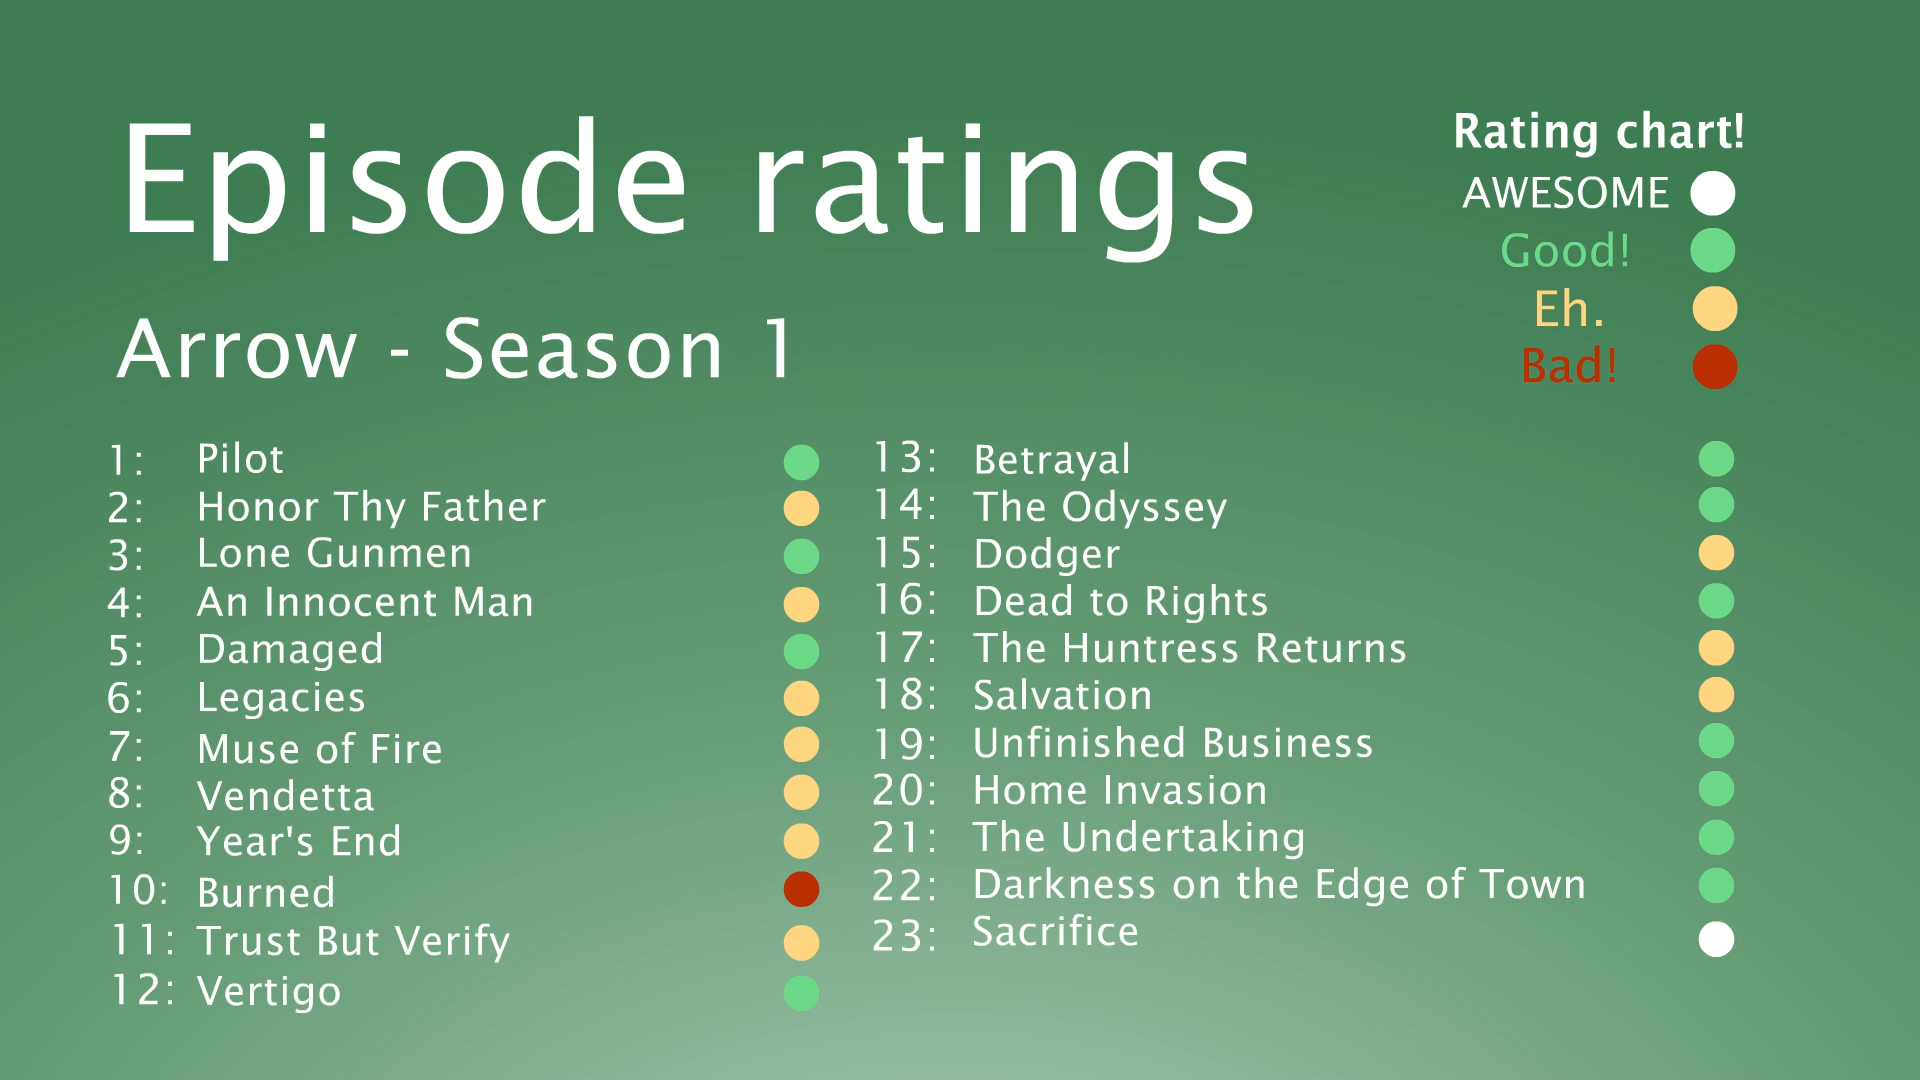 Episode ratings
Rating chart!
AWESOME
Good!
Eh.
Bad!
Arrow - Season 1
1: Pilot
2: Honor Thy Father
3: Lone Gunmen
4: An Innocent Man
5: Damaged
6: Legacies
7: Muse of Fire
8: Vendetta
9: Year's End
10: Burned
11: Trust But Verify
12: Vertigo
13: Betrayal
14: The Odyssey
15: Dodger
16: Dead to Rights
17: The Huntress Returns
18: Salvation
19: Unfinished Business
20: Home Invasion
21: The Undertaking
22: Darkness on the Edge of Town
23: Sacrifice